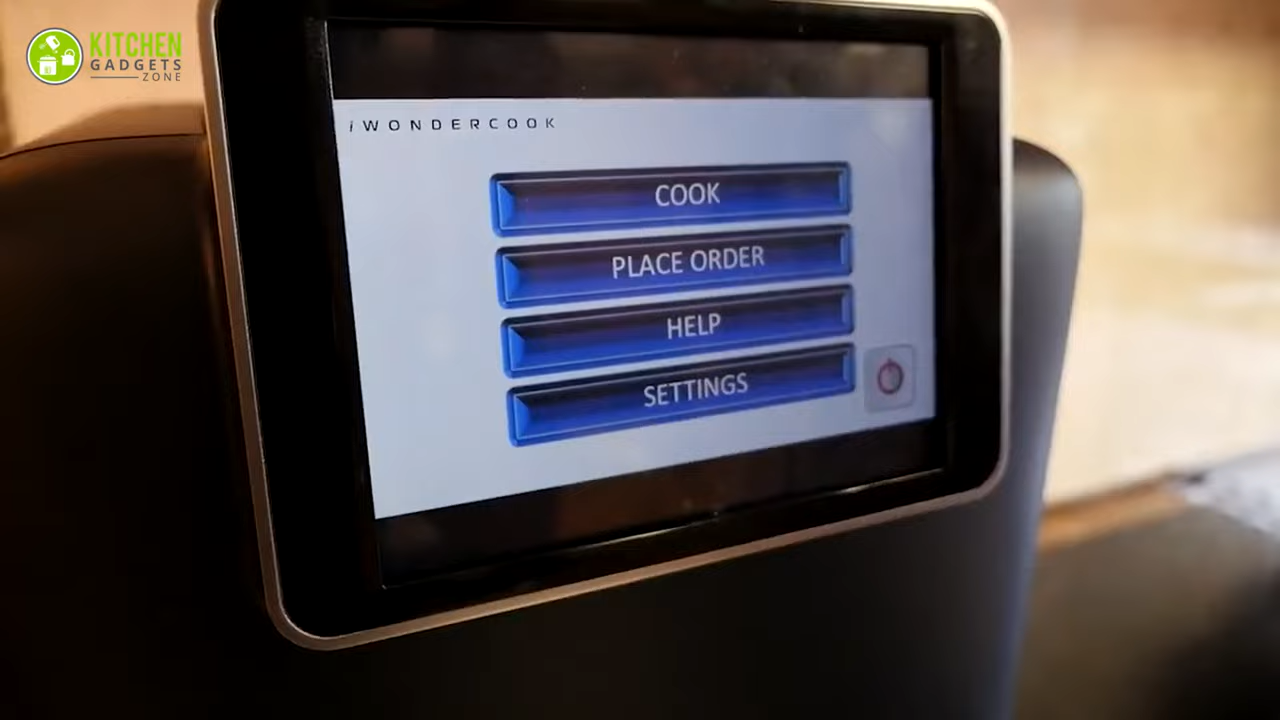 KITCHEN
GADGETS
ZONE
iWONDERCOOK
COOK
PLACE ORDER
HELP
SETTINGS